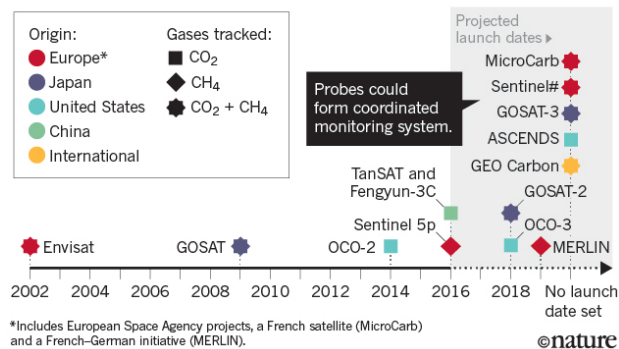 Origin:
Europe*
Japan
United States
China
International
Gases tracked:
CO₂
CH₄
CO₂ + CH₄
Projected
launch dates ▶
MicroCarb
Sentinel#
GOSAT-3
ASCENDS
GEO Carbon
Probes could
form coordinated
monitoring system.
TanSAT and
Fengyun-3C
GOSAT-2
Sentinel 5p
OCO-3
Envisat
GOSAT
OCO-2
MERLIN
2002 2004 2006 2008 2010 2012 2014 2016 2018 No launch
date set
*Includes European Space Agency projects, a French satellite (MicroCarb)
and a French–German initiative (MERLIN).
©nature